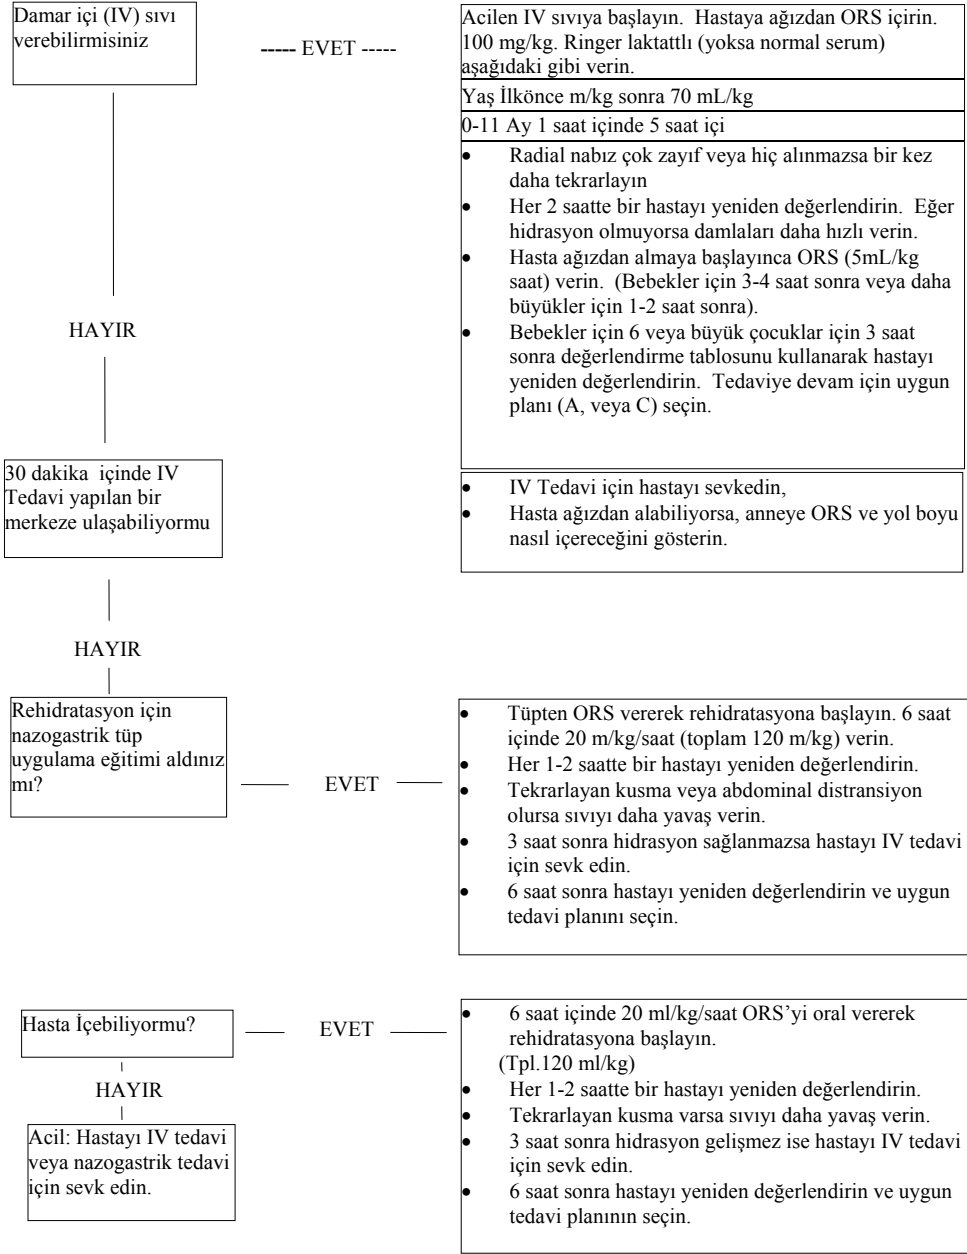 Damar içi (IV) sıvı
verebilirmisiniz
----- EVET -----
Acilen IV sıvıya başlayın. Hastaya ağızdan ORS içirin.
100 mg/kg. Ringer laktattlı (yoksa normal serum)
aşağıdaki gibi verin.
Yaş İlkönce m/kg sonra 70 mL/kg
0-11 Ay 1 saat içinde 5 saat içi
• Radial nabız çok zayıf veya hiç alınmazsa bir kez
daha tekrarlayın
• Her 2 saatte bir hastayı yeniden değerlendirin. Eğer
hidrasyon olmuyorsa damlaları daha hızlı verin.
• Hasta ağızdan almaya başlayınca ORS (5mL/kg
saat) verin. (Bebekler için 3-4 saat sonra veya daha
büyükler için 1-2 saat sonra).
• Bebekler için 6 veya büyük çocuklar için 3 saat
sonra değerlendirme tablosunu kullanarak hastayı
yeniden değerlendirin. Tedaviye devam için uygun
planı (A, veya C) seçin.
HAYIR
30 dakika içinde IV
Tedavi yapılan bir
merkeze ulaşabiliyormu
• IV Tedavi için hastayı sevkedin,
• Hasta ağızdan alabiliyorsa, anneye ORS ve yol boyu
nasıl içereceğini gösterin.
HAYIR
Rehidratasyon için
nazogastrik tüp
uygulama eğitimi aldınız
mı?
EVET
• Tüpten ORS vererek rehidratasyona başlayın. 6 saat
içinde 20 m/kg/saat (toplam 120 m/kg) verin.
• Her 1-2 saatte bir hastayı yeniden değerlendirin.
• Tekrarlayan kusma veya abdominal distransiyon
olursa sıvıyı daha yavaş verin.
• 3 saat sonra hidrasyon sağlanmazsa hastayı IV tedavi
için sevk edin.
• 6 saat sonra hastayı yeniden değerlendirin ve uygun
tedavi planını seçin.
Hasta İçebiliyormu?
EVET
• 6 saat içinde 20 ml/kg/saat ORS’yi oral vererek
rehidratasyona başlayın.
(Tpl.120 ml/kg)
• Her 1-2 saatte bir hastayı yeniden değerlendirin.
• Tekrarlayan kusma varsa sıvıyı daha yavaş verin.
• 3 saat sonra hidrasyon gelişmez ise hastayı IV tedavi
için sevk edin.
• 6 saat sonra hastayı yeniden değerlendirin ve uygun
tedavi planının seçin.
HAYIR
Acil: Hastayı IV tedavi
veya nazogastrik tedavi
için sevk edin.